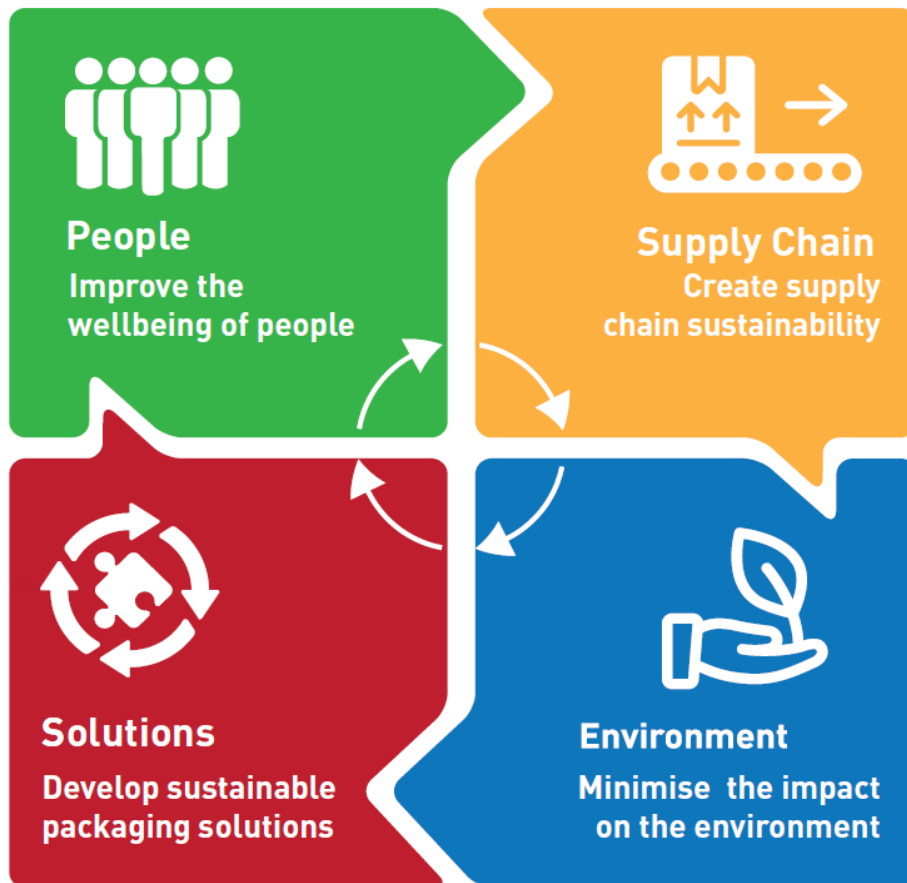 People
Improve the
wellbeing of people
Supply Chain
Create supply
chain sustainability
Solutions
Develop sustainable
packaging solutions
Environment
Minimise the impact
on the environment